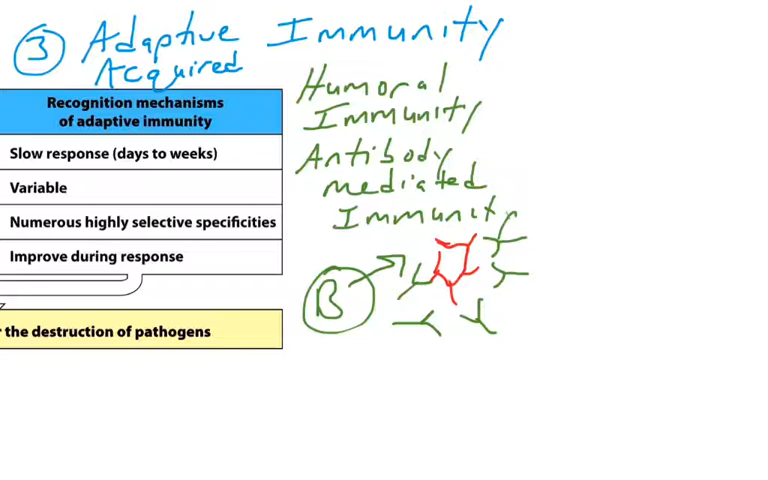 ③ Adaptive Immunity
Acquired
Recognition mechanisms
of adaptive immunity
Slow response (days to weeks)
Variable
Numerous highly selective specificities
Improve during response
the destruction of pathogens
Humoral
Immunity
Antibody
mediated
Immunity
B